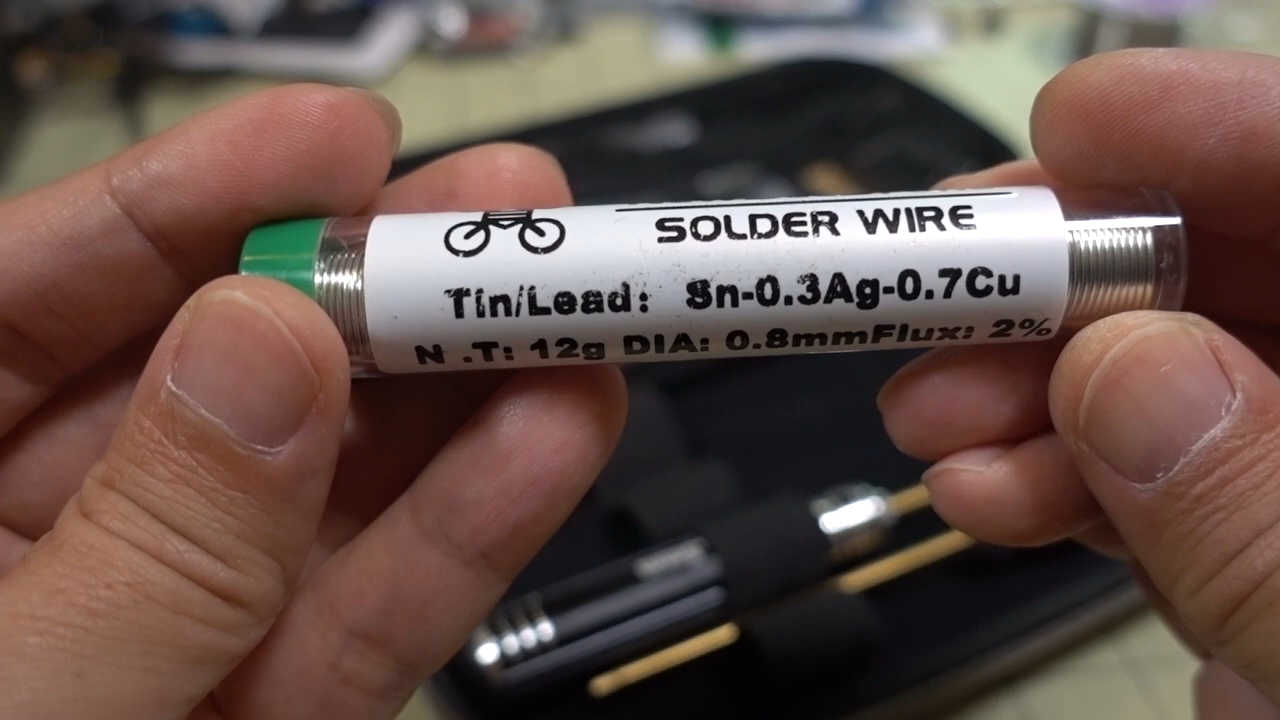 SOLDER WIRE
Tin/Lead: Sn-0.3Ag-0.7Cu
N .T: 12g DIA: 0.8mmFlux: 2%